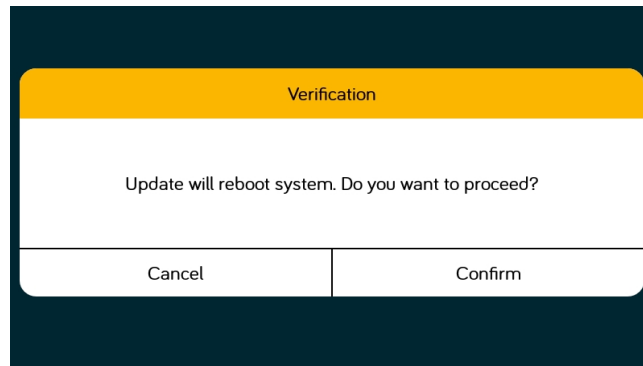 Verification
Update will reboot system. Do you want to proceed?
Cancel
Confirm